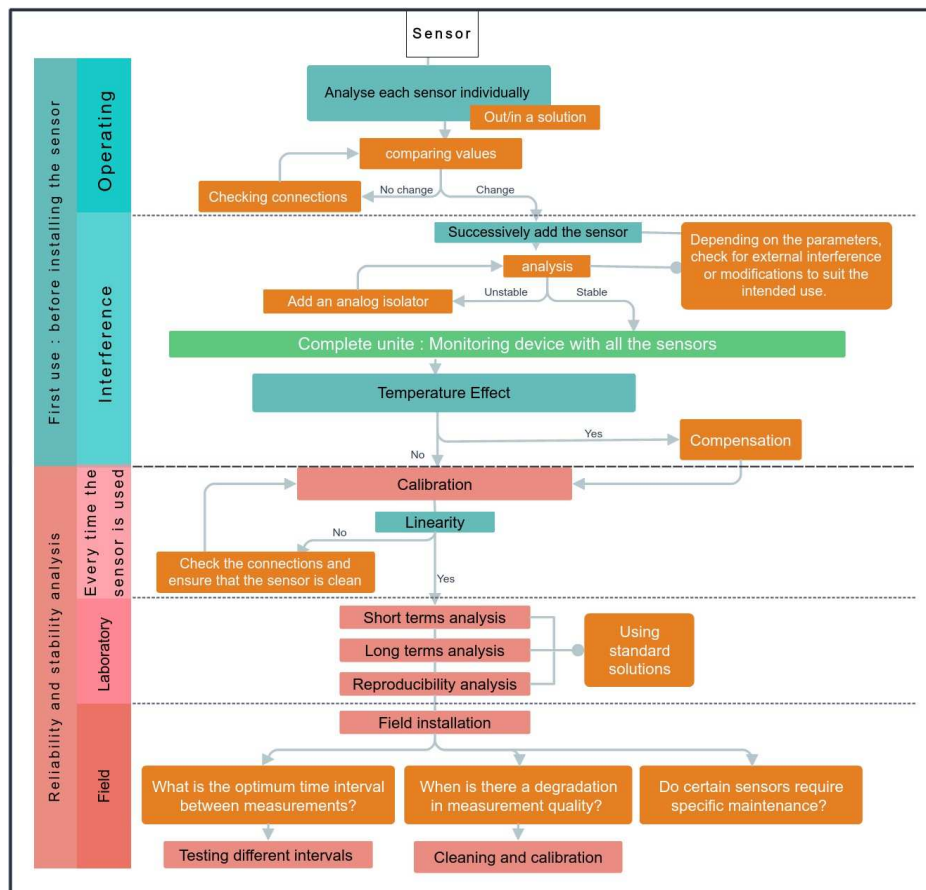 Sensor
First use : before installing the sensor
Operating
Analyse each sensor individually
Out/in a solution
comparing values
No change
Change
Checking connections
Interference
Successively add the sensor
Depending on the parameters,
check for external interference
or modifications to suit the
intended use.
analysis
Unstable
Stable
Add an analog isolator
Complete unite : Monitoring device with all the sensors
Temperature Effect
Yes
Compensation
No
Reliability and stability analysis
Every time the
sensor is used
Calibration
Linearity
No
Check the connections and
ensure that the sensor is clean
Yes
Laboratory
Short terms analysis
Long terms analysis
Reproducibility analysis
Using
standard
solutions
Field
Field installation
What is the optimum time interval
between measurements?
When is there a degradation
in measurement quality?
Do certain sensors require
specific maintenance?
Testing different intervals
Cleaning and calibration